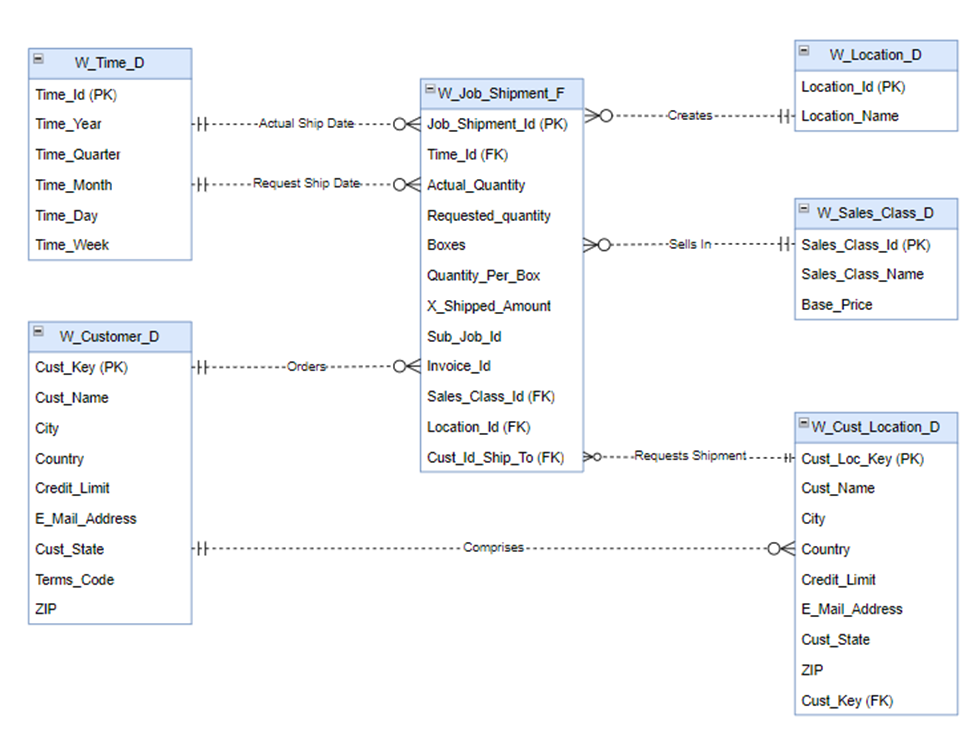 W_Time_D
Time_Id (PK)
Time_Year
Time_Quarter
Time_Month
Time_Day
Time_Week
Actual Ship Date
Request Ship Date
W_Job_Shipment_F
Job_Shipment_Id (PK)
Time_Id (FK)
Actual_Quantity
Requested_quantity
Boxes
Quantity_Per_Box
X_Shipped_Amount
Sub_Job_Id
Invoice_Id
Sales_Class_Id (FK)
Location_Id (FK)
Cust_Id_Ship_To (FK)
Creates
W_Location_D
Location_Id (PK)
Location_Name
Sells In
W_Sales_Class_D
Sales_Class_Id (PK)
Sales_Class_Name
Base_Price
W_Customer_D
Cust_Key (PK)
Cust_Name
City
Country
Credit_Limit
E_Mail_Address
Cust_State
Terms_Code
ZIP
Orders
Requests Shipment
Comprises
W_Cust_Location_D
Cust_Loc_Key (PK)
Cust_Name
City
Country
Credit_Limit
E_Mail_Address
Cust_State
ZIP
Cust_Key (FK)